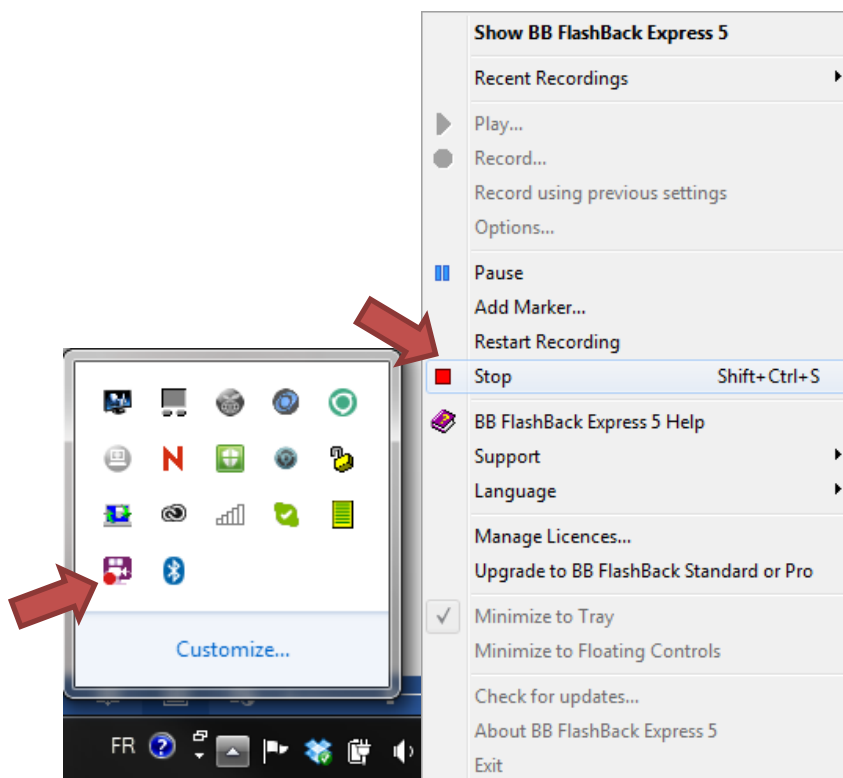 Show BB FlashBack Express 5
Recent Recordings
Play...
Record...
Record using previous settings
Options...
Pause
Add Marker...
Restart Recording
Stop Shift+Ctrl+S
BB FlashBack Express 5 Help
Support
Language
Manage Licences...
Upgrade to BB FlashBack Standard or Pro
Minimize to Tray
Minimize to Floating Controls
Check for updates...
About BB FlashBack Express 5
Exit
N
Customize...
FR